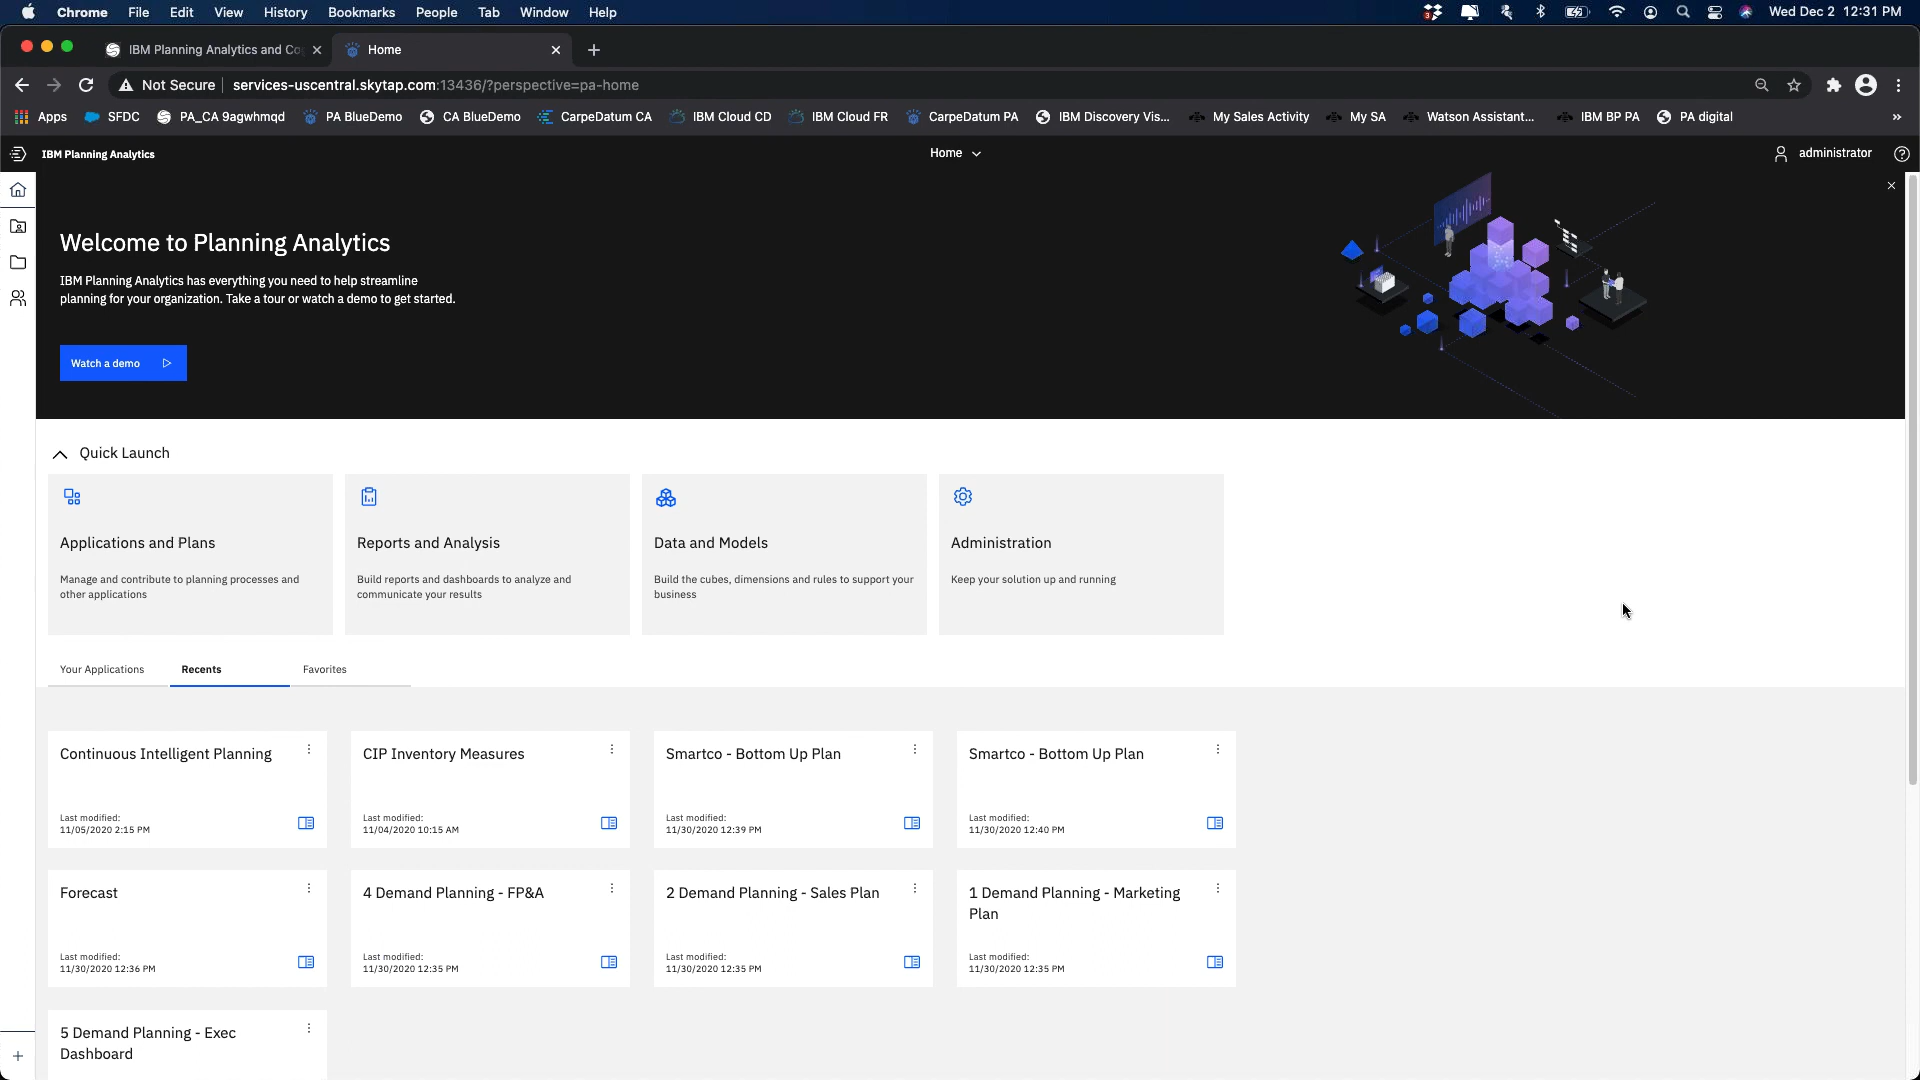 Chrome File Edit View History Bookmarks People Tab Window Help
3
Wed Dec 2 12:31 PM
IBM Planning Analytics and Co
Home
Not Secure services-uscentral.skytap.com:13436/?perspective=pa-home
Apps SFDC PA_CA 9agwhmqd PA BlueDemo CA BlueDemo CarpeDatum CA IBM Cloud CD IBM Cloud FR CarpeDatum PA IBM Discovery Vis... My Sales Activity My SA Watson Assistant... IBM BP PA PA digital »
IBM Planning Analytics
Home
administrator
Welcome to Planning Analytics
IBM Planning Analytics has everything you need to help streamline
planning for your organization. Take a tour or watch a demo to get started.
Watch a demo
Quick Launch
Applications and Plans
Manage and contribute to planning processes and
other applications
Reports and Analysis
Build reports and dashboards to analyze and
communicate your results
Data and Models
Build the cubes, dimensions and rules to support your
business
Administration
Keep your solution up and running
Your Applications Recents Favorites
Continuous Intelligent Planning
Last modified:
11/05/2020 2:15 PM
CIP Inventory Measures
Last modified:
11/04/2020 10:15 AM
Smartco - Bottom Up Plan
Last modified:
11/30/2020 12:39 PM
Smartco - Bottom Up Plan
Last modified:
11/30/2020 12:40 PM
Forecast
Last modified:
11/30/2020 12:36 PM
4 Demand Planning - FP&A
Last modified:
11/30/2020 12:35 PM
2 Demand Planning - Sales Plan
Last modified:
11/30/2020 12:35 PM
1 Demand Planning - Marketing
Plan
Last modified:
11/30/2020 12:35 PM
5 Demand Planning - Exec
Dashboard